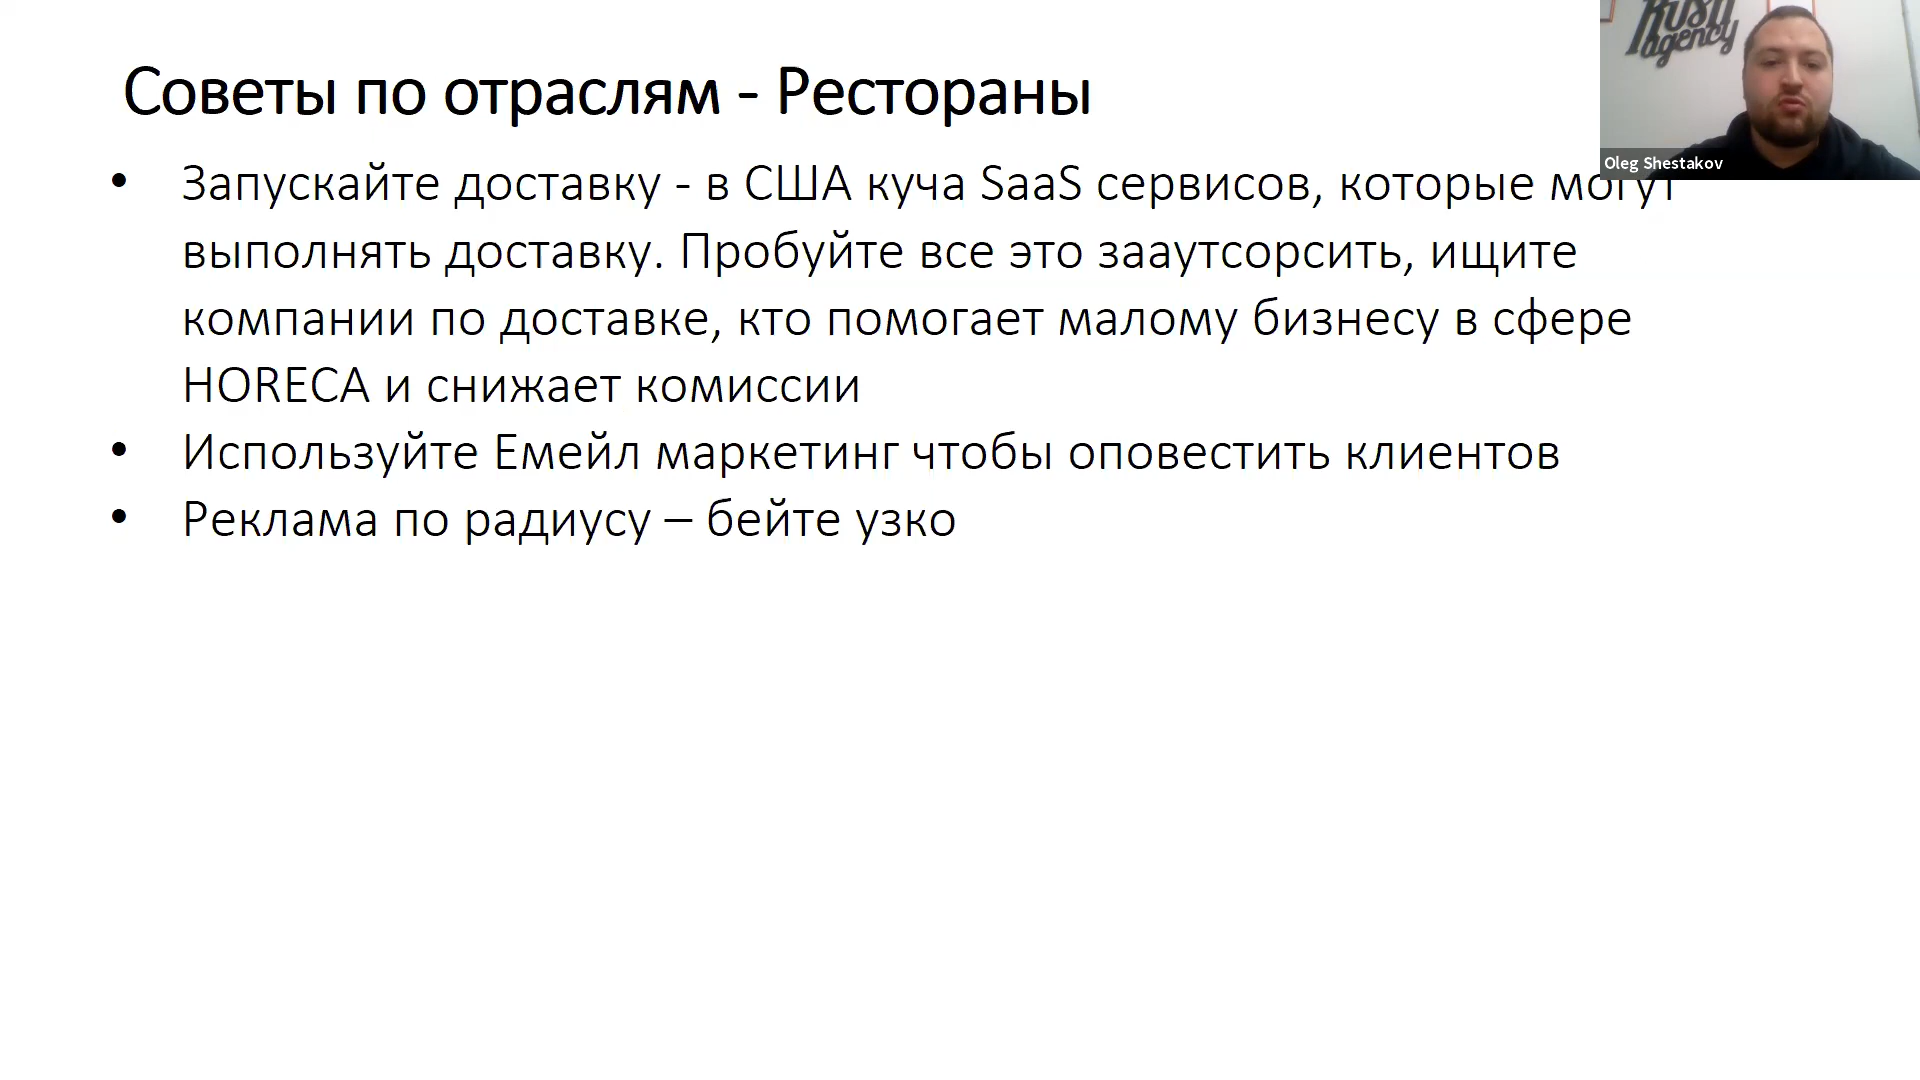 Советы по отраслям - Рестораны
• Запускайте доставку - в США куча SaaS сервисов, которые могут
выполнять доставку. Пробуйте все это зааутсорсить, ищите
компании по доставке, кто помогает малому бизнесу в сфере
HORECA и снижает комиссии
• Используйте Емейл маркетинг чтобы оповестить клиентов
• Реклама по радиусу – бейте узко
Rush
agency
Oleg Shestakov